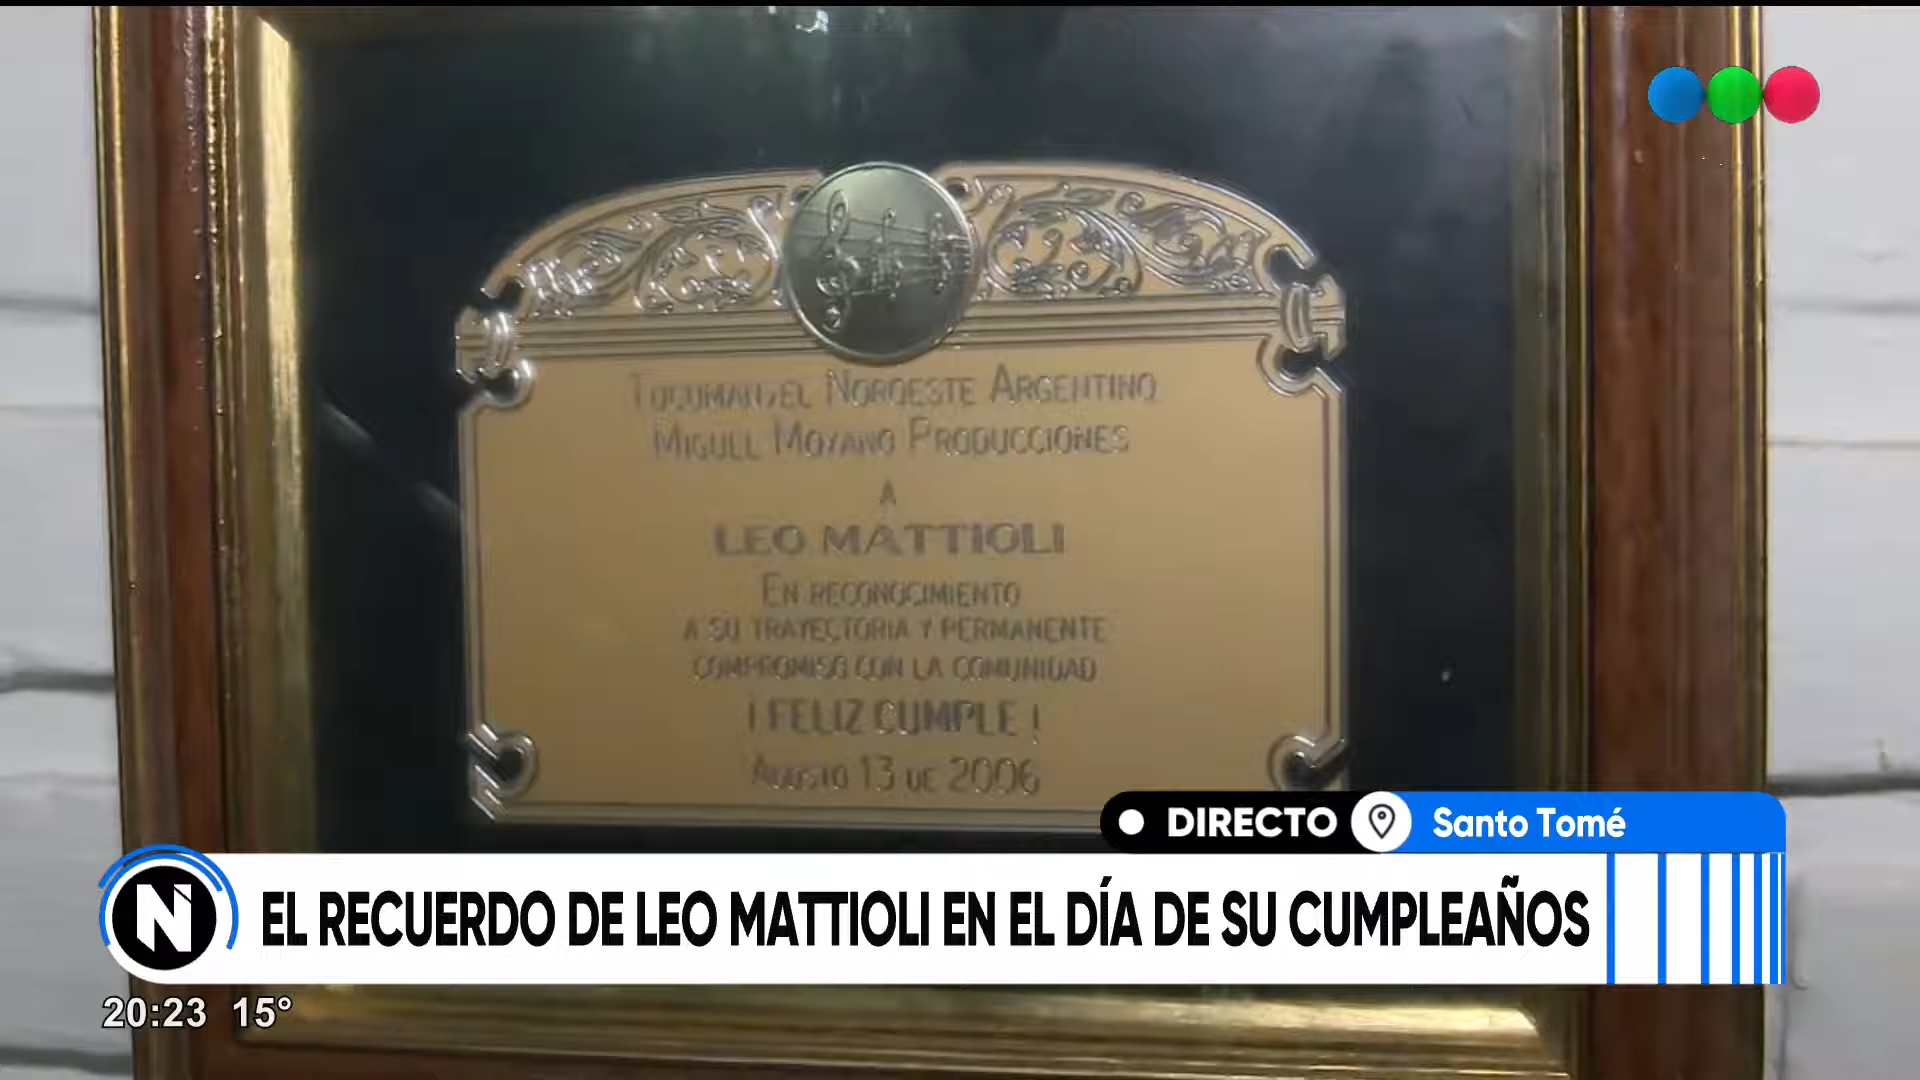 TUCUMAN Y EL NOROESTE ARGENTINO
MIGUEL MOYANO PRODUCCIONES
A
LEO MATTIOLI
EN RECONOCIMIENTO
A SU TRAYECTORIA Y PERMANENTE
COMPROMISO CON LA COMUNIDAD
¡ FELIZ CUMPLE !
AGOSTO 13 DE 2006
DIRECTO
Santo Tomé
N
EL RECUERDO DE LEO MATTIOLI EN EL DÍA DE SU CUMPLEAÑOS
20:23 15°